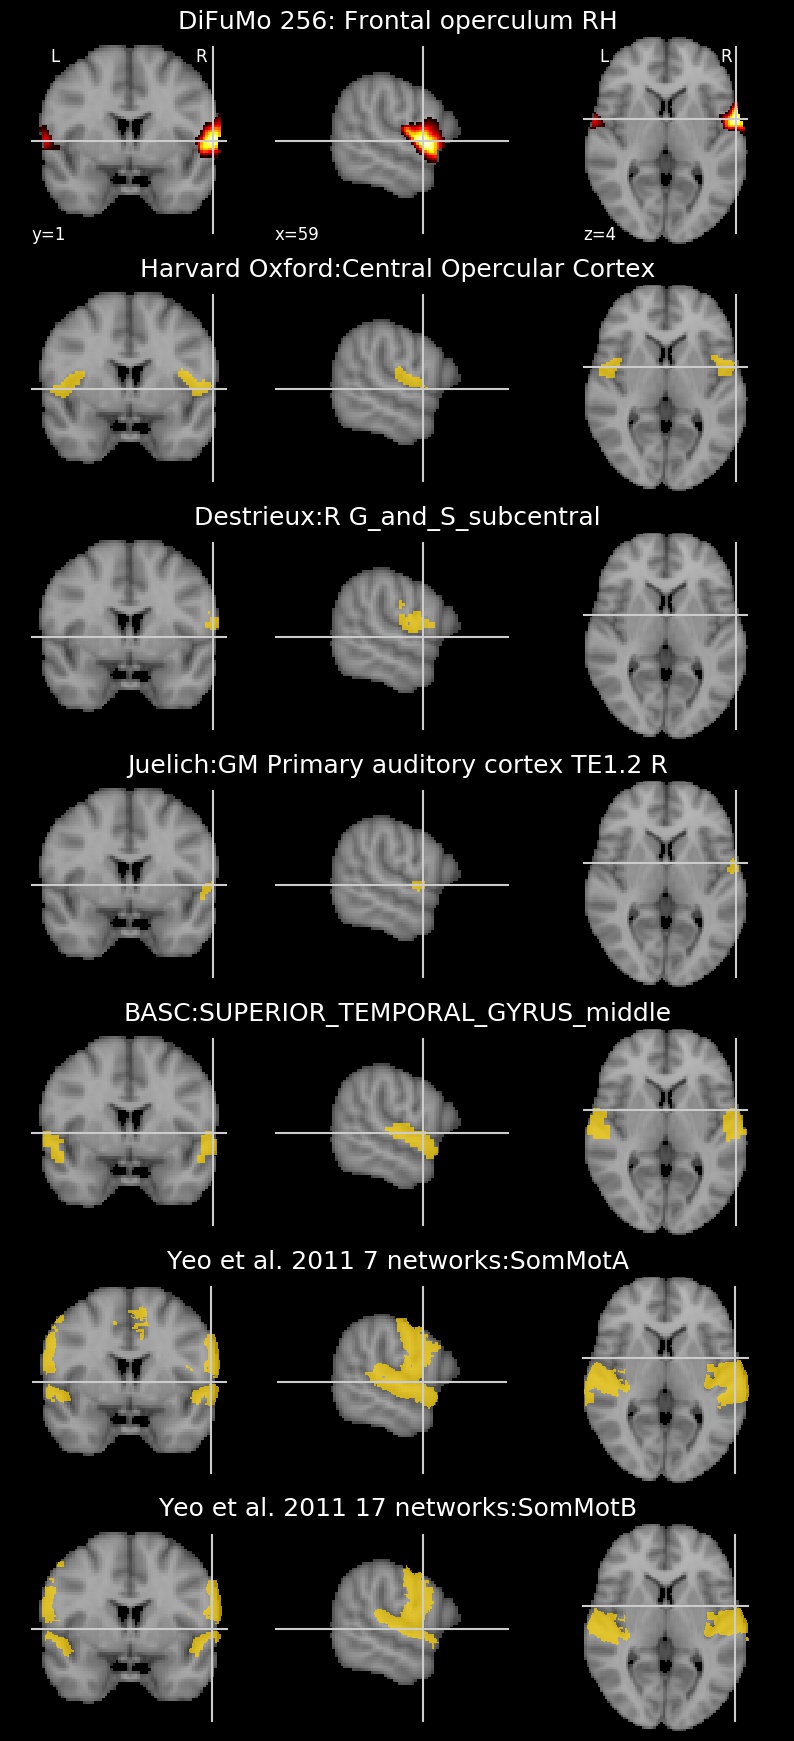 DiFuMo 256: Frontal operculum RH
L R L R
y=1 x=59 z=4
Harvard Oxford:Central Opercular Cortex
Destrieux:R G_and_S_subcentral
Juelich:GM Primary auditory cortex TE1.2 R
BASC:SUPERIOR_TEMPORAL_GYRUS_middle
Yeo et al. 2011 7 networks:SomMotA
Yeo et al. 2011 17 networks:SomMotB